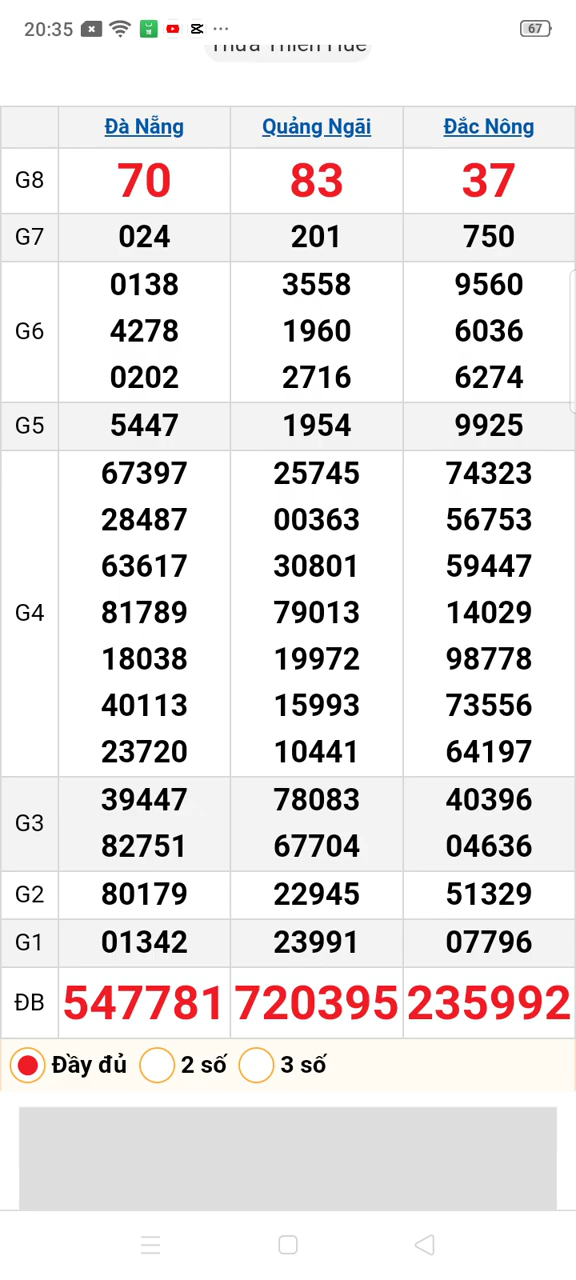 20:35
67
Thừa Thiên Huế
Đà Nẵng Quảng Ngãi Đắc Nông
G8 70 83 37
G7 024 201 750
0138 3558 9560
G6 4278 1960 6036
0202 2716 6274
G5 5447 1954 9925
67397 25745 74323
28487 00363 56753
63617 30801 59447
G4 81789 79013 14029
18038 19972 98778
40113 15993 73556
23720 10441 64197
G3 39447 78083 40396
82751 67704 04636
G2 80179 22945 51329
G1 01342 23991 07796
ĐB 547781 720395 235992
Đầy đủ 2 số 3 số